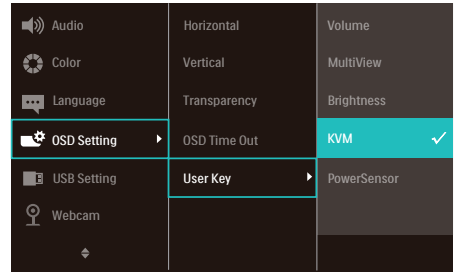 Audio
Color
Language
OSD Setting
USB Setting
Webcam
Horizontal
Vertical
Transparency
OSD Time Out
User Key
Volume
MultiView
Brightness
KVM
PowerSensor